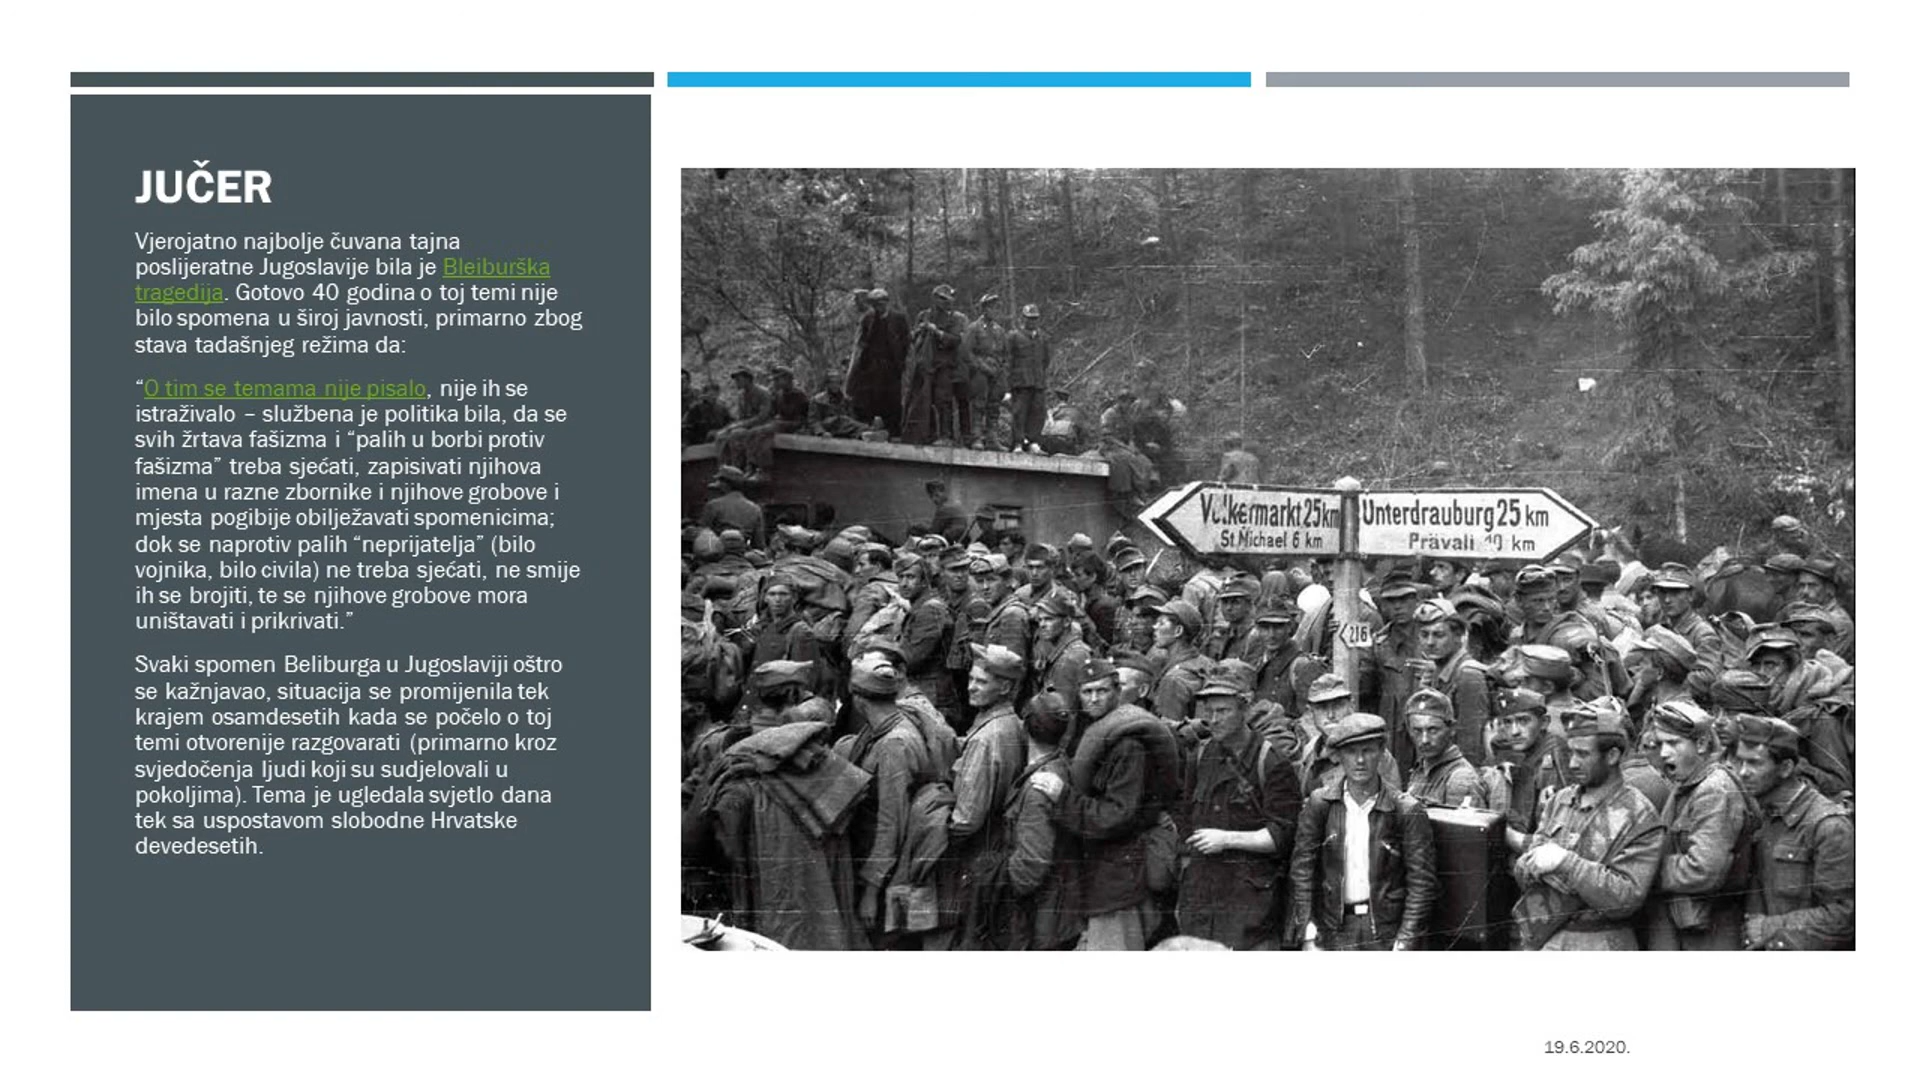 JUČER
Vjerojatno najbolje čuvana tajna
poslijeratne Jugoslavije bila je Bleiburška
tragedija. Gotovo 40 godina o toj temi nije
bilo spomena u široj javnosti, primarno zbog
stava tadašnjeg režima da:
“O tim se temama nije pisalo, nije ih se
istraživalo – službena je politika bila, da se
svih žrtava fašizma i “palih u borbi protiv
fašizma” treba sjećati, zapisivati njihova
imena u razne zbornike i njihove grobove i
mjesta pogibije obilježavati spomenicima;
dok se naprotiv palih “neprijatelja” (bilo
vojnika, bilo civila) ne treba sjećati, ne smije
ih se brojiti, te se njihove grobove mora
uništavati i prikrivati.”
Svaki spomen Beliburga u Jugoslaviji oštro
se kažnjavao, situacija se promijenila tek
krajem osamdesetih kada se počelo o toj
temi otvorenije razgovarati (primarno kroz
svjedočenja ljudi koji su sudjelovali u
pokoljima). Tema je ugledala svjetlo dana
tek sa uspostavom slobodne Hrvatske
devedesetih.
Völkermarkt 25 km
St Michael 6 km
Unterdrauburg 25 km
Prävali km
216
19.6.2020.